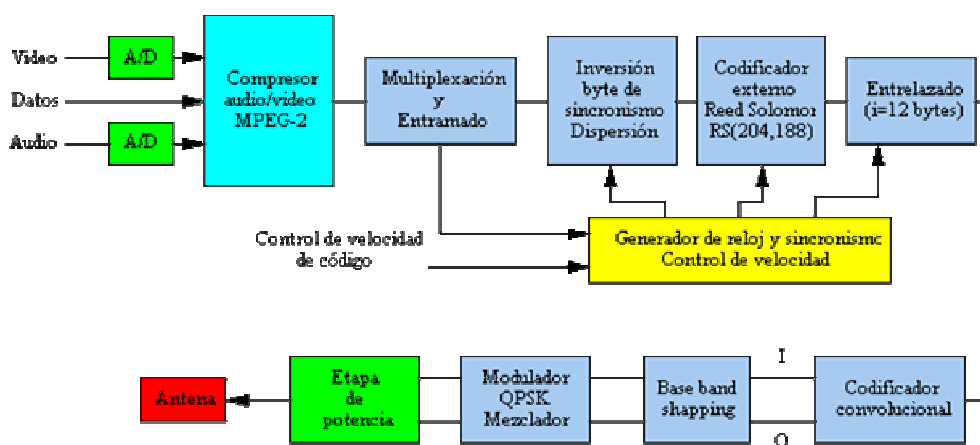 Video
A/D
Datos
Audio
A/D
Compresor
audio/video
MPEG-2
Multiplexación
y
Entramado
Inversión
byte de
sincronismo
Dispersión
Codificador
externo
Reed Solomor
RS(204,188)
Entrelazado
(i=12 bytes)
Control de velocidad
de código
Generador de reloj y sincronismo
Control de velocidad
Antena
Etapa
de
potencia
Modulador
QPSK
Mezclador
Base band
shapping
I
Q
Codificador
convolucional